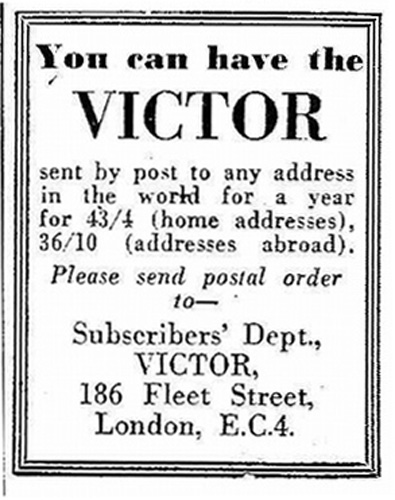 You can have the
VICTOR
sent by post to any address
in the world for a year
for 43/4 (home addresses),
36/10 (addresses abroad).
Please send postal order
to—
Subscribers' Dept.,
VICTOR,
186 Fleet Street,
London, E.C.4.